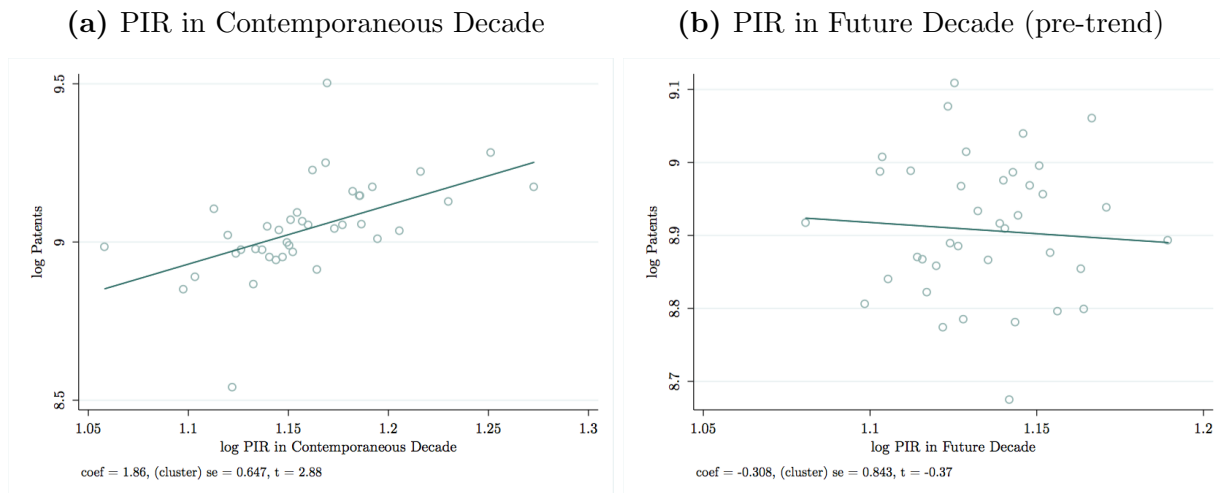 (a) PIR in Contemporaneous Decade
(b) PIR in Future Decade (pre-trend)
9.5
9
8.5
log Patents
1.05 1.1 1.15 1.2 1.25 1.3
log PIR in Contemporaneous Decade
coef = 1.86, (cluster) se = 0.647, t = 2.88
9.1
9
8.9
8.8
8.7
log Patents
1.05 1.1 1.15 1.2
log PIR in Future Decade
coef = -0.308, (cluster) se = 0.843, t = -0.37